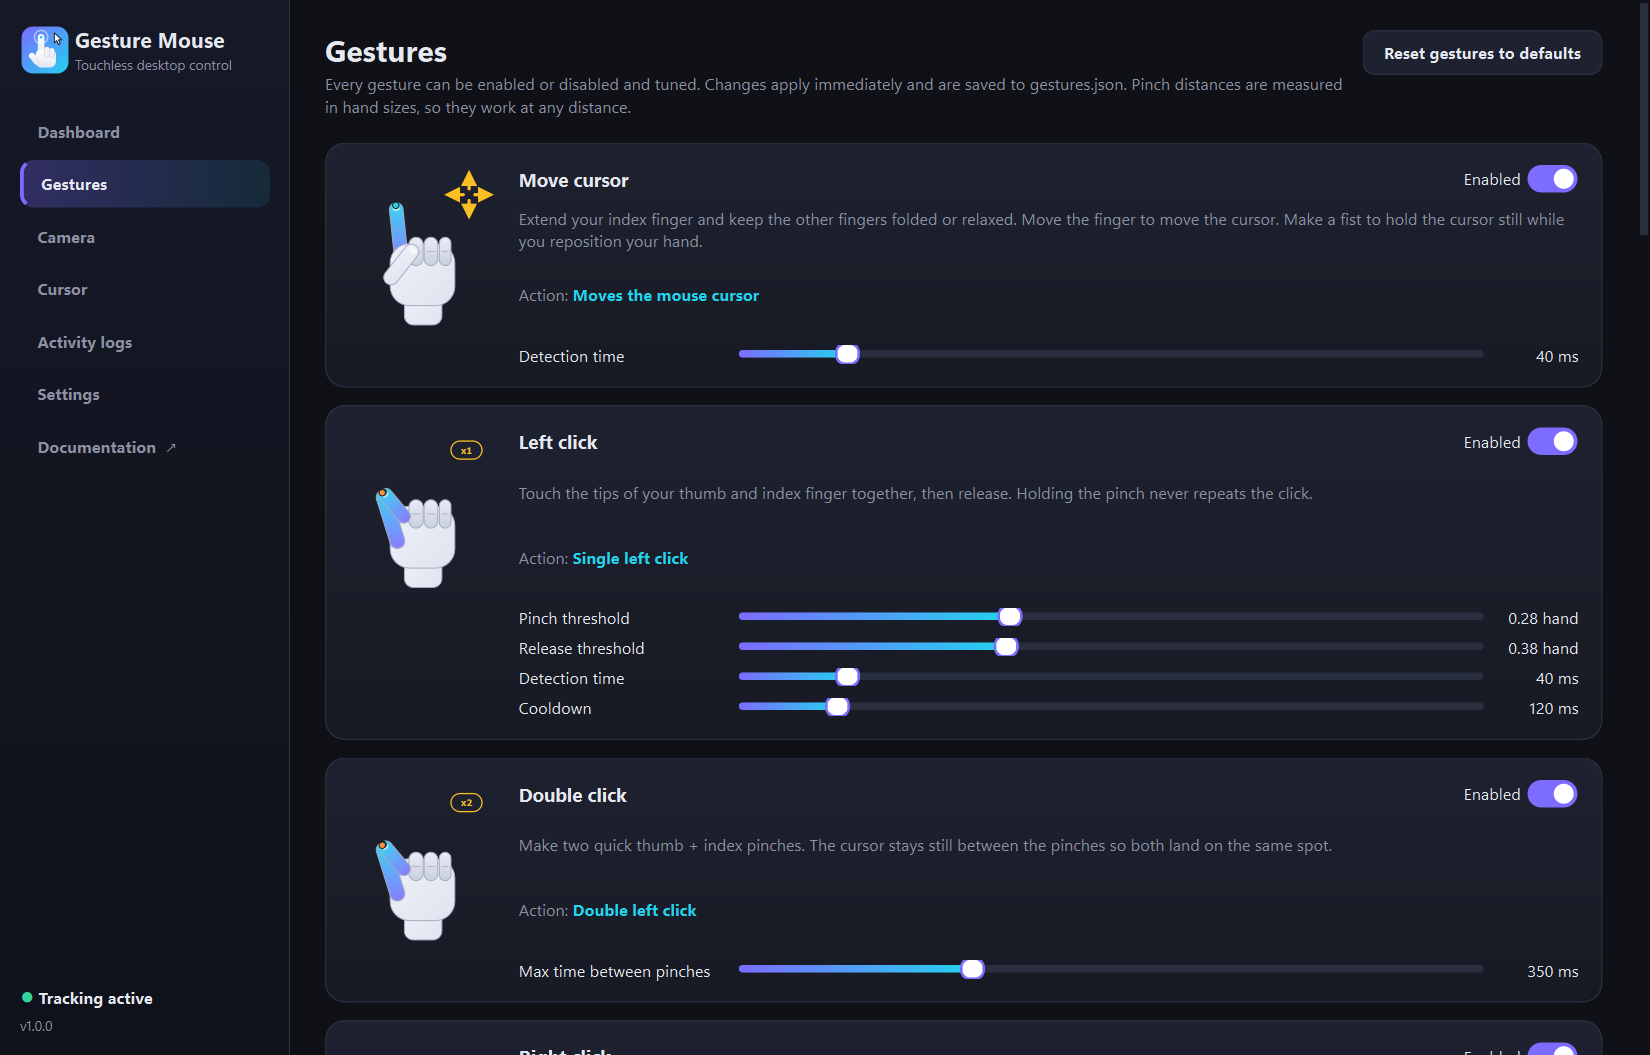 Gesture Mouse
Touchless desktop control
Dashboard
Gestures
Camera
Cursor
Activity logs
Settings
Documentation ↗
Tracking active
v1.0.0
Gestures
Every gesture can be enabled or disabled and tuned. Changes apply immediately and are saved to gestures.json. Pinch distances are measured
in hand sizes, so they work at any distance.
Reset gestures to defaults
Move cursor
Enabled
Extend your index finger and keep the other fingers folded or relaxed. Move the finger to move the cursor. Make a fist to hold the cursor still while
you reposition your hand.
Action: Moves the mouse cursor
Detection time 40 ms
x1
Left click
Enabled
Touch the tips of your thumb and index finger together, then release. Holding the pinch never repeats the click.
Action: Single left click
Pinch threshold 0.28 hand
Release threshold 0.38 hand
Detection time 40 ms
Cooldown 120 ms
x2
Double click
Enabled
Make two quick thumb + index pinches. The cursor stays still between the pinches so both land on the same spot.
Action: Double left click
Max time between pinches 350 ms
Right click
Enabled